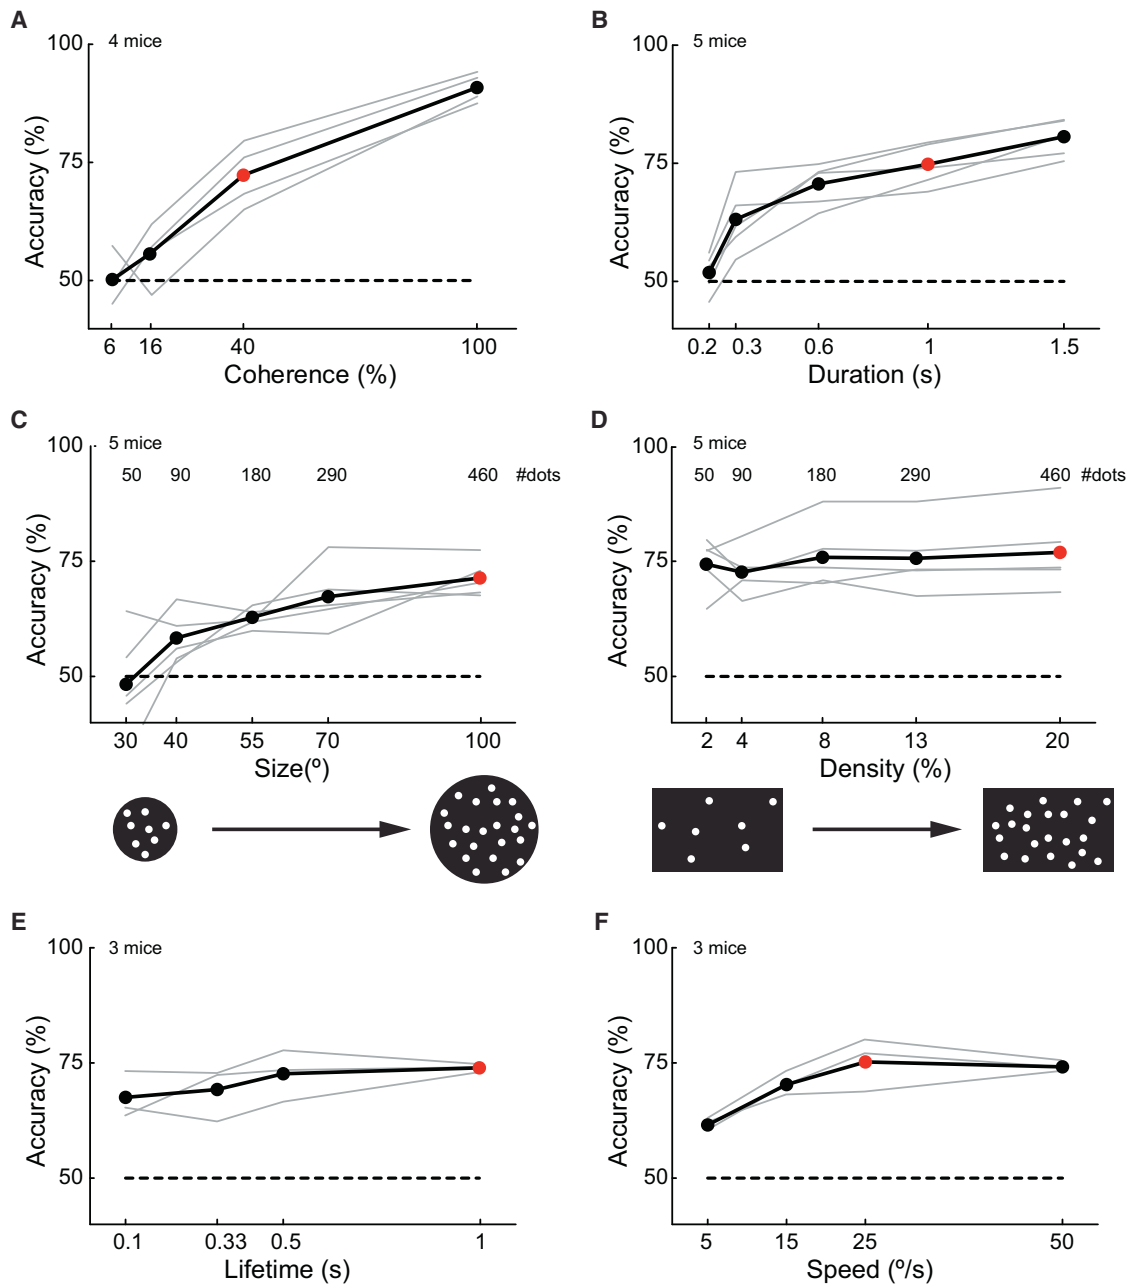 A
4 mice
100
75
50
Accuracy (%)
6 16 40 100
Coherence (%)
B
5 mice
100
75
50
Accuracy (%)
0.2 0.3 0.6 1 1.5
Duration (s)
C
5 mice
50 90 180 290 460 #dots
100
75
50
Accuracy (%)
30 40 55 70 100
Size(º)
D
5 mice
50 90 180 290 460 #dots
100
75
50
Accuracy (%)
2 4 8 13 20
Density (%)
E
3 mice
100
75
50
Accuracy (%)
0.1 0.33 0.5 1
Lifetime (s)
F
3 mice
100
75
50
Accuracy (%)
5 15 25 50
Speed (º/s)